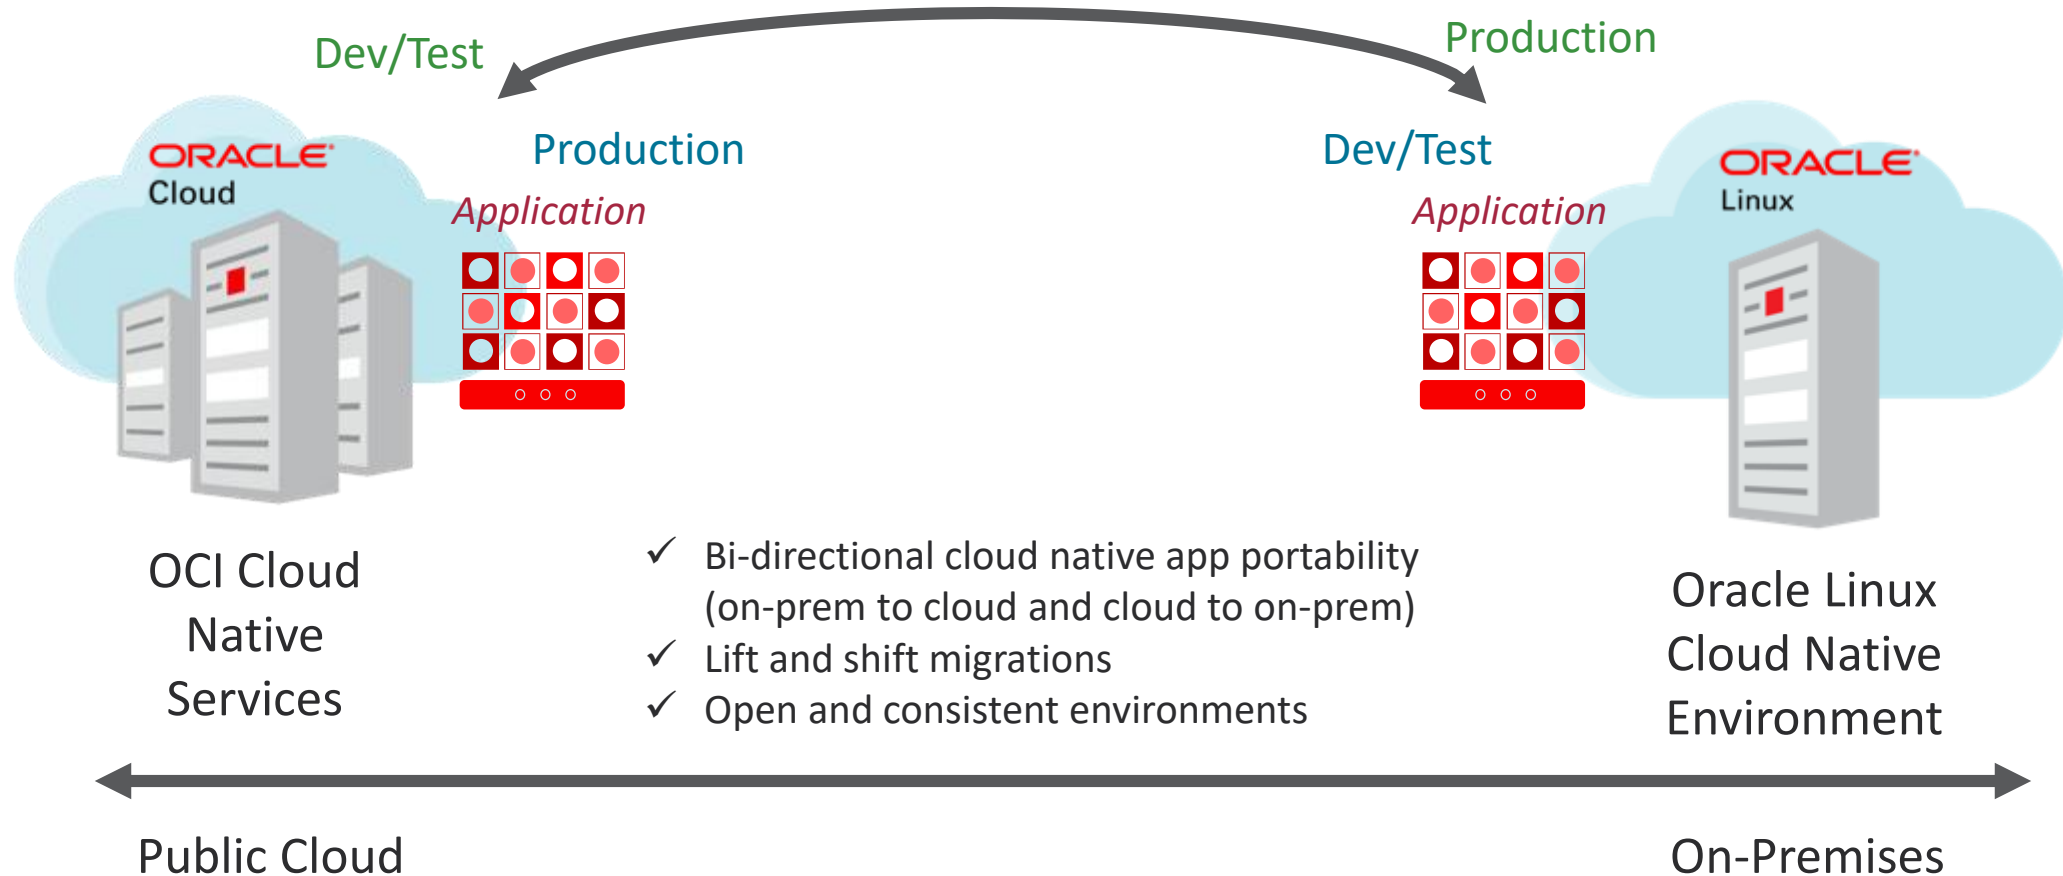 Dev/Test
Production
Production
Dev/Test
ORACLE
Cloud
ORACLE
Linux
Application
Application
OCI Cloud
Native
Services
✓ Bi-directional cloud native app portability
(on-prem to cloud and cloud to on-prem)
✓ Lift and shift migrations
✓ Open and consistent environments
Oracle Linux
Cloud Native
Environment
Public Cloud
On-Premises